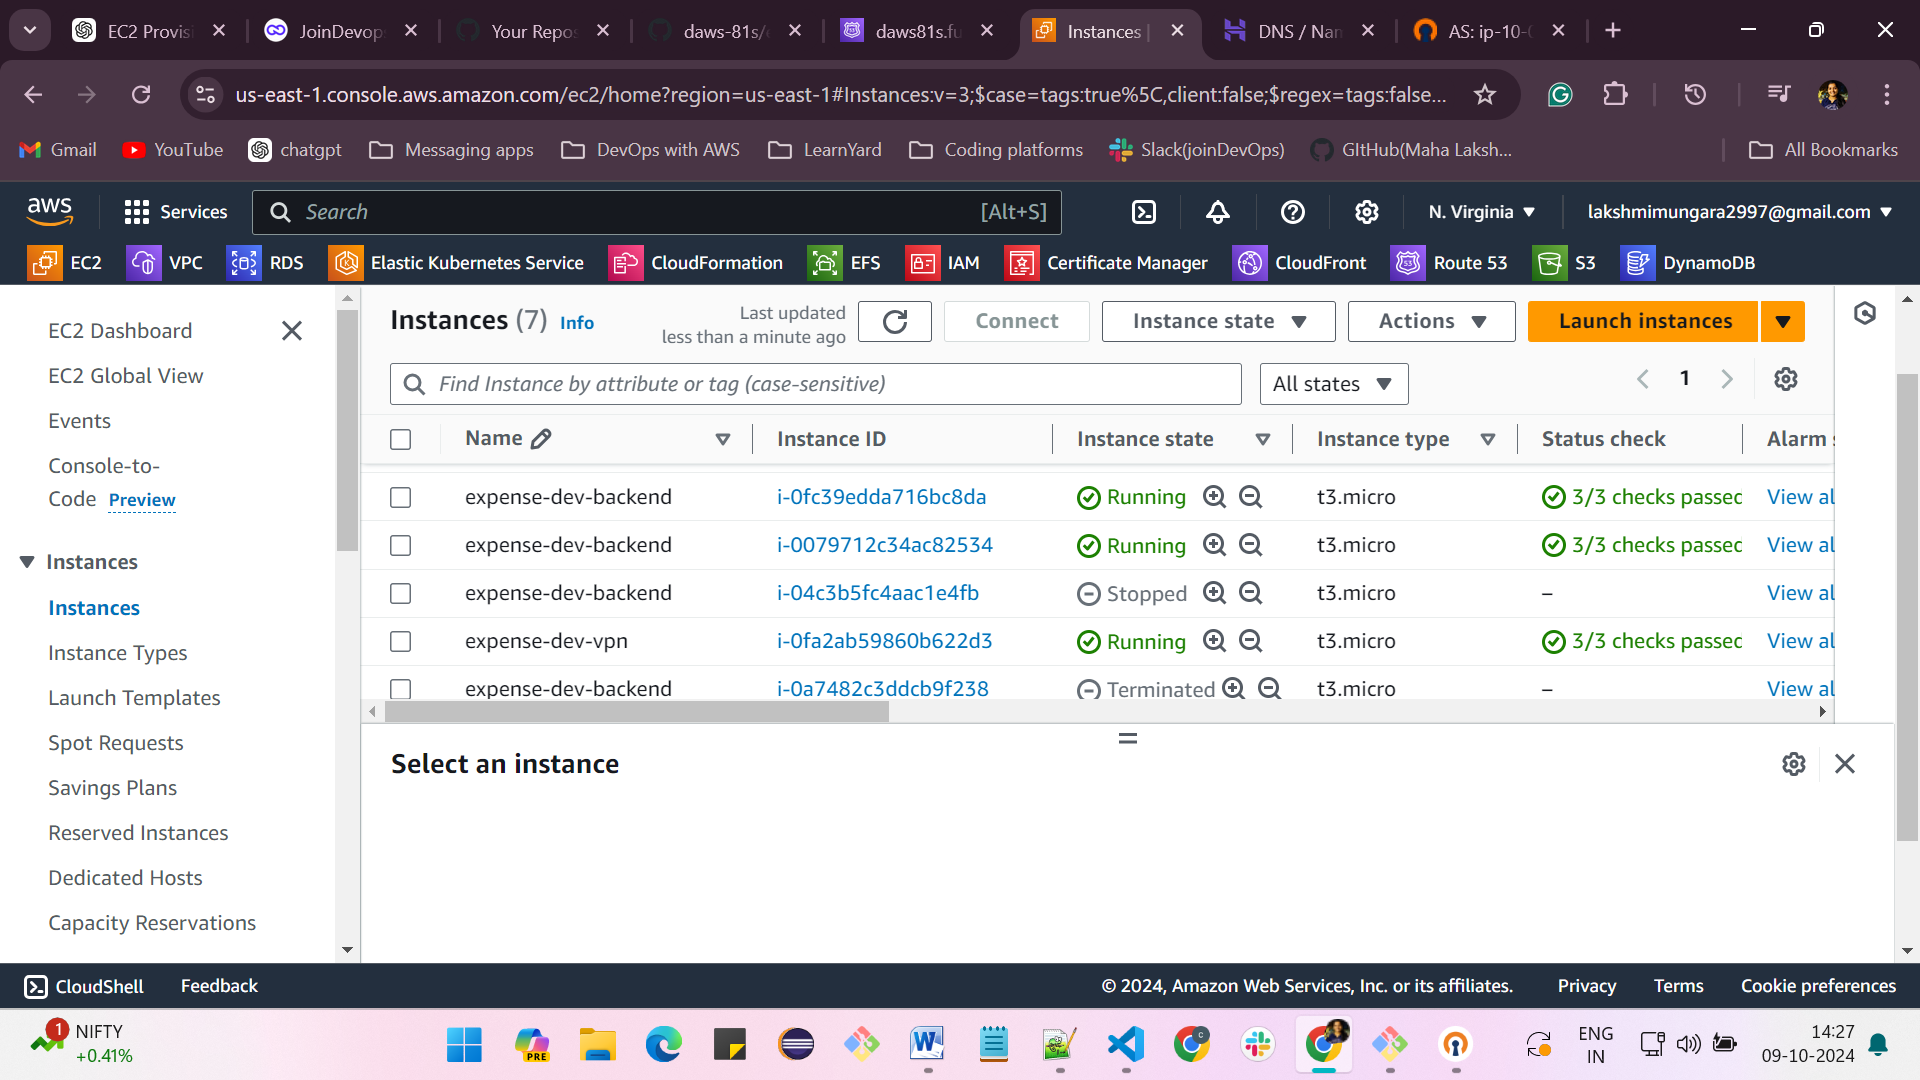 EC2 Provisi
JoinDevop
Your Repos
daws-81s/
daws81s.fu
Instances |
DNS / Nam
AS: ip-10-
us-east-1.console.aws.amazon.com/ec2/home?region=us-east-1#Instances:v=3;$case=tags:true%5C,client:false;$regex=tags:false...
Gmail
YouTube
chatgpt
Messaging apps
DevOps with AWS
LearnYard
Coding platforms
Slack(joinDevOps)
GItHub(Maha Laksh...
All Bookmarks
aws
Services
Search
[Alt+S]
N. Virginia
lakshmimungara2997@gmail.com
EC2
VPC
RDS
Elastic Kubernetes Service
CloudFormation
EFS
IAM
Certificate Manager
CloudFront
Route 53
S3
DynamoDB
EC2 Dashboard
EC2 Global View
Events
Console-to-
Code Preview
Instances
Instances
Instance Types
Launch Templates
Spot Requests
Savings Plans
Reserved Instances
Dedicated Hosts
Capacity Reservations
Instances (7) Info
Last updated
less than a minute ago
Connect
Instance state
Actions
Launch instances
Find Instance by attribute or tag (case-sensitive)
All states
1
Name Instance ID Instance state Instance type Status check Alarm s
expense-dev-backend i-0fc39edda716bc8da Running t3.micro 3/3 checks passed View al
expense-dev-backend i-0079712c34ac82534 Running t3.micro 3/3 checks passed View al
expense-dev-backend i-04c3b5fc4aac1e4fb Stopped t3.micro – View al
expense-dev-vpn i-0fa2ab59860b622d3 Running t3.micro 3/3 checks passed View al
expense-dev-backend i-0a7482c3ddcb9f238 Terminated t3.micro – View al
Select an instance
CloudShell
Feedback
© 2024, Amazon Web Services, Inc. or its affiliates.
Privacy
Terms
Cookie preferences
1
NIFTY
+0.41%
PRE
ENG
IN
14:27
09-10-2024